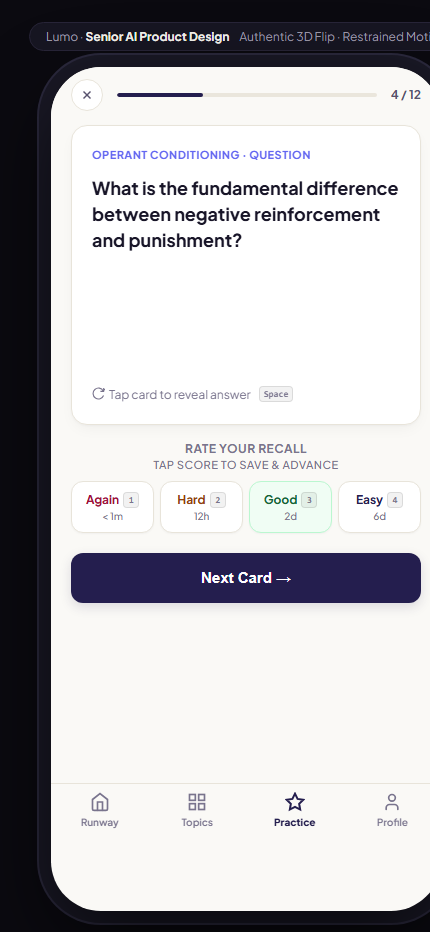 Lumo · Senior AI Product Design Authentic 3D Flip · Restrained
4 / 12
OPERANT CONDITIONING · QUESTION
What is the fundamental difference
between negative reinforcement
and punishment?
Tap card to reveal answer Space
RATE YOUR RECALL
TAP SCORE TO SAVE & ADVANCE
Again 1 Hard 2 Good 3 Easy 4
< 1m 12h 2d 6d
Next Card →
Runway Topics Practice Profile